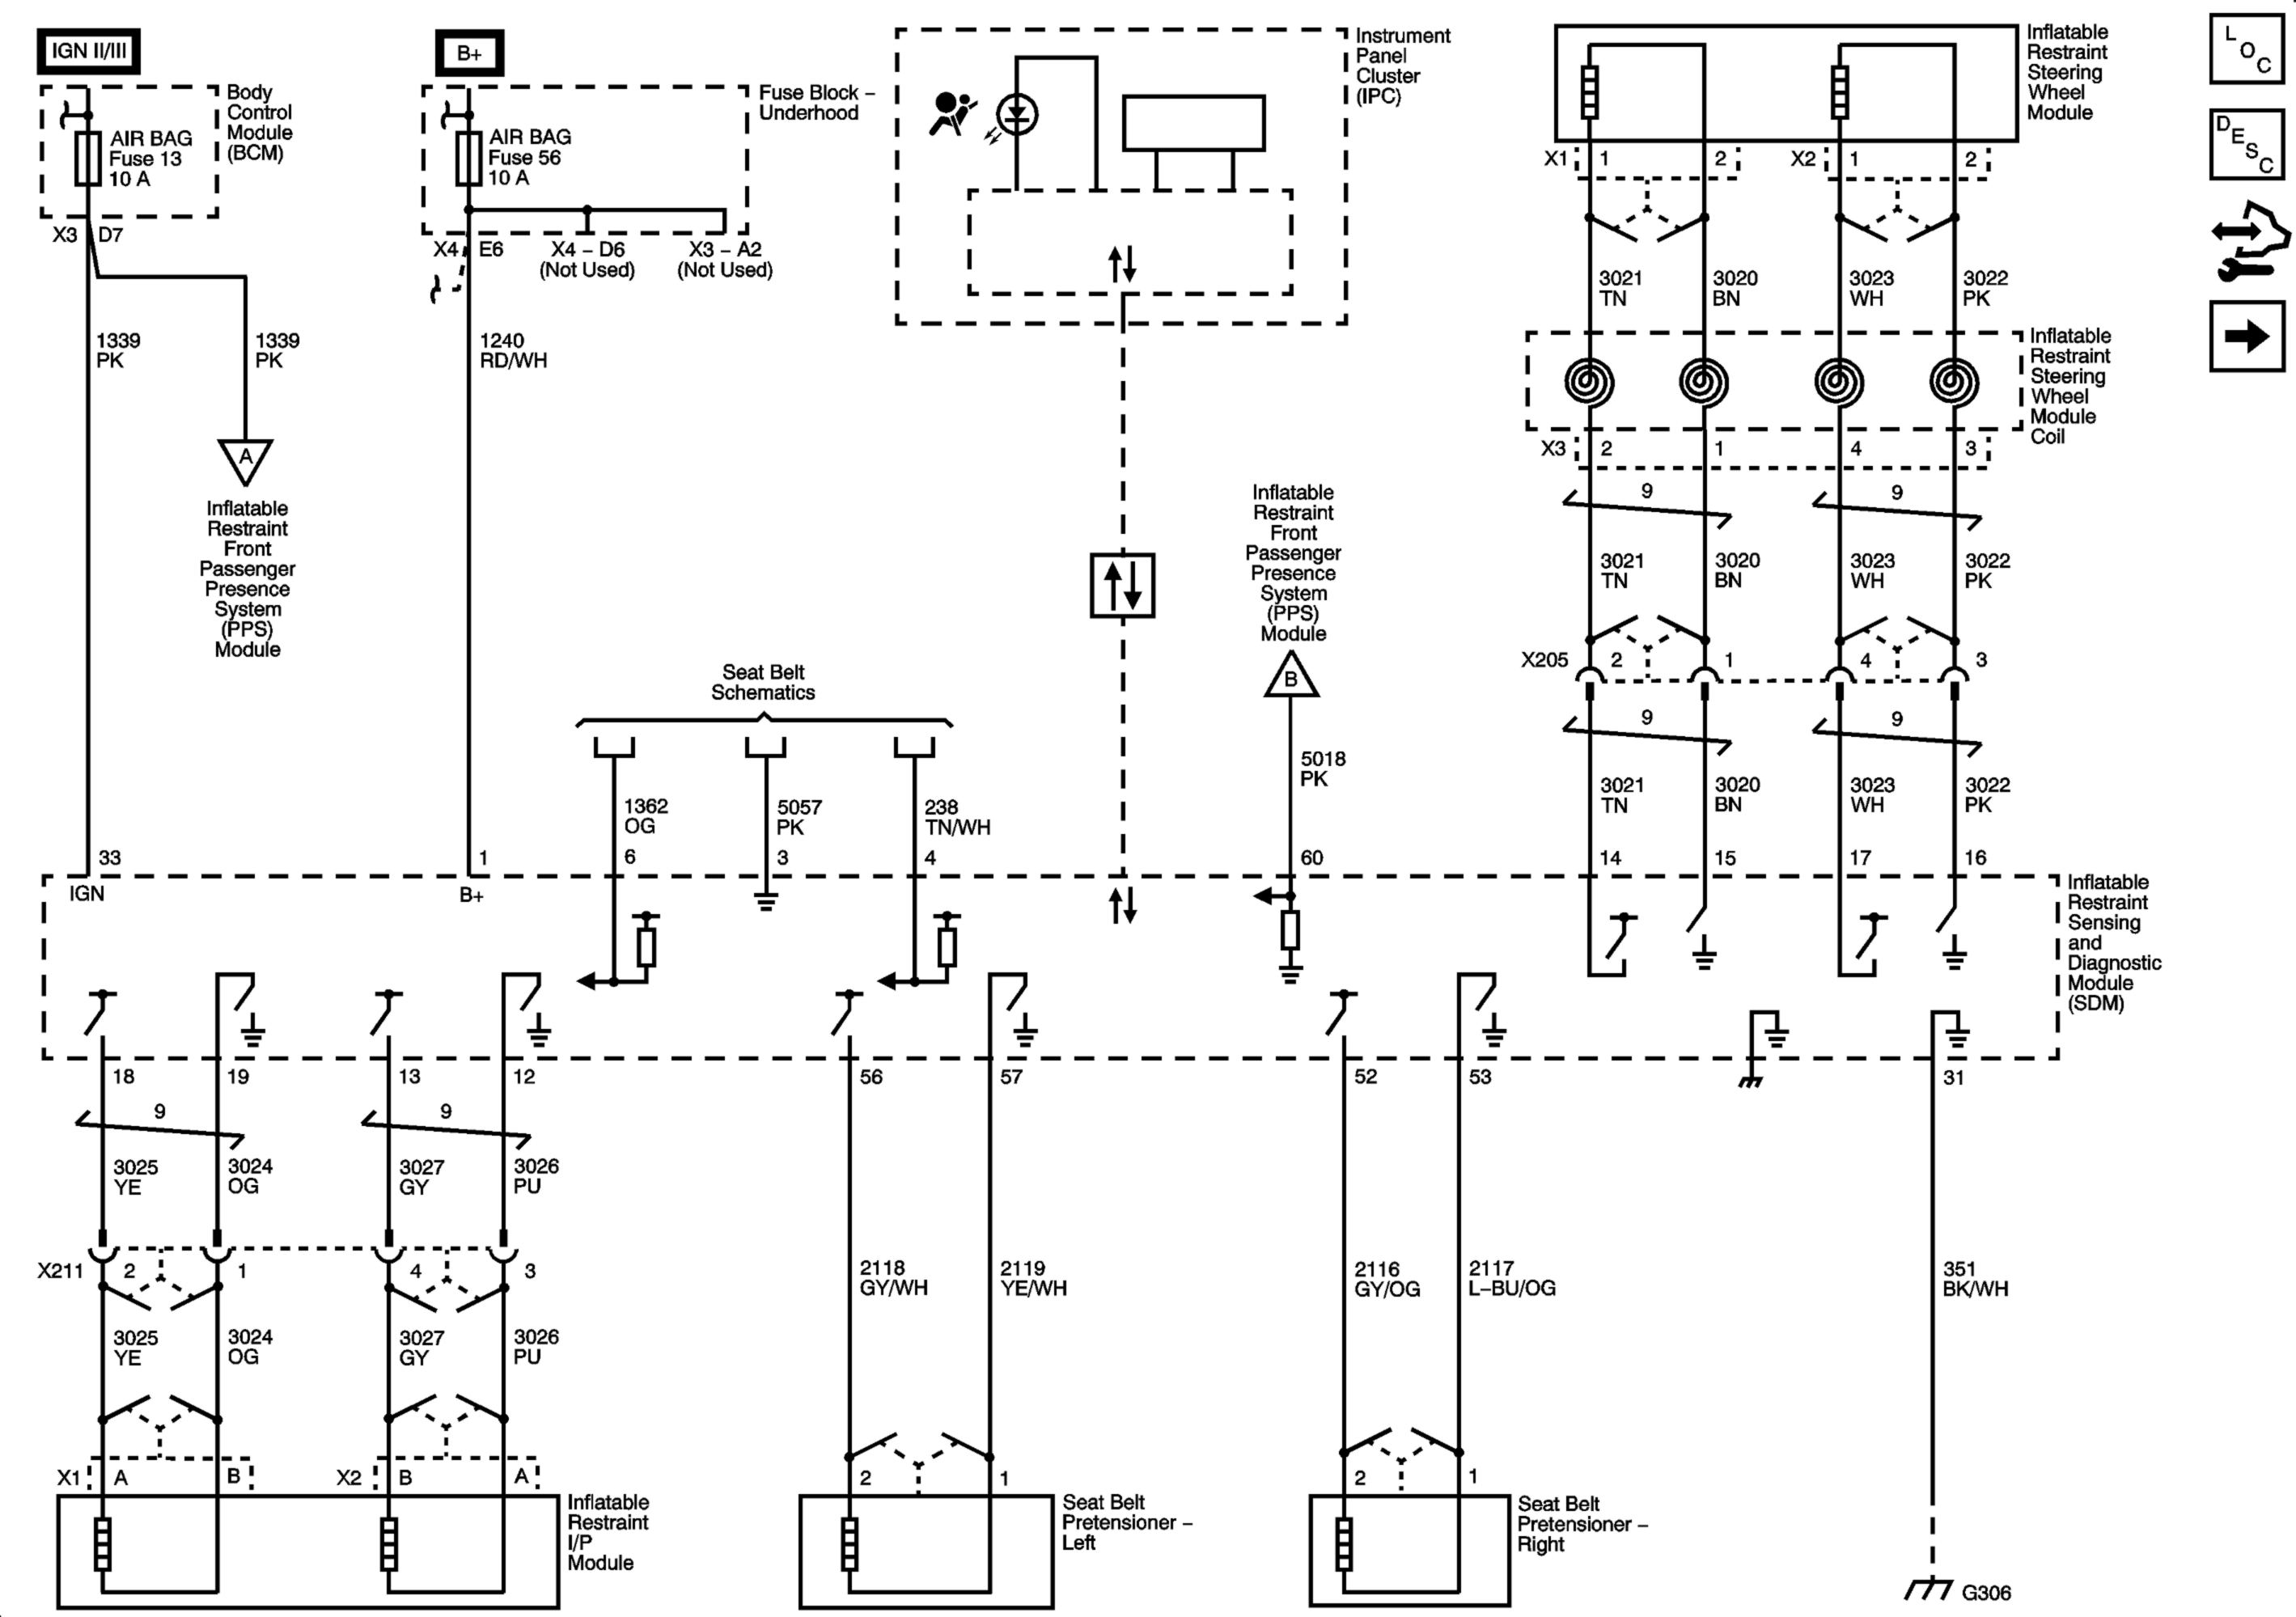 IGN II/III
Body
Control
Module
(BCM)
AIR BAG
Fuse 13
10 A
X3 D7
1339
PK
1339
PK
A
Inflatable
Restraint
Front
Passenger
Presence
System
(PPS)
Module
B+
Fuse Block –
Underhood
AIR BAG
Fuse 56
10 A
X4 E6
X4 – D6
(Not Used)
X3 – A2
(Not Used)
1240
RD/WH
Instrument
Panel
Cluster
(IPC)
Inflatable
Restraint
Steering
Wheel
Module
X1 1 2 X2 1 2
3021
TN
3020
BN
3023
WH
3022
PK
Inflatable
Restraint
Steering
Wheel
Module
Coil
X3 2 1 4 3
9 9
3021
TN
3020
BN
3023
WH
3022
PK
X205 2 1 4 3
9 9
3021
TN
3020
BN
3023
WH
3022
PK
L
O
C
D
E
S
C
Seat Belt
Schematics
1362
OG
5057
PK
238
TN/WH
Inflatable
Restraint
Front
Passenger
Presence
System
(PPS)
Module
B
5018
PK
33 1 6 3 4 60 14 15 17 16
IGN B+
Inflatable
Restraint
Sensing
and
Diagnostic
Module
(SDM)
18 19 13 12 56 57 52 53 31
9 9
3025
YE
3024
OG
3027
GY
3026
PU
X211 2 1 4 3
3025
YE
3024
OG
3027
GY
3026
PU
X1 A B X2 B A
Inflatable
Restraint
I/P
Module
2118
GY/WH
2119
YE/WH
2 1
Seat Belt
Pretensioner –
Left
2116
GY/OG
2117
L–BU/OG
2 1
Seat Belt
Pretensioner –
Right
351
BK/WH
G306